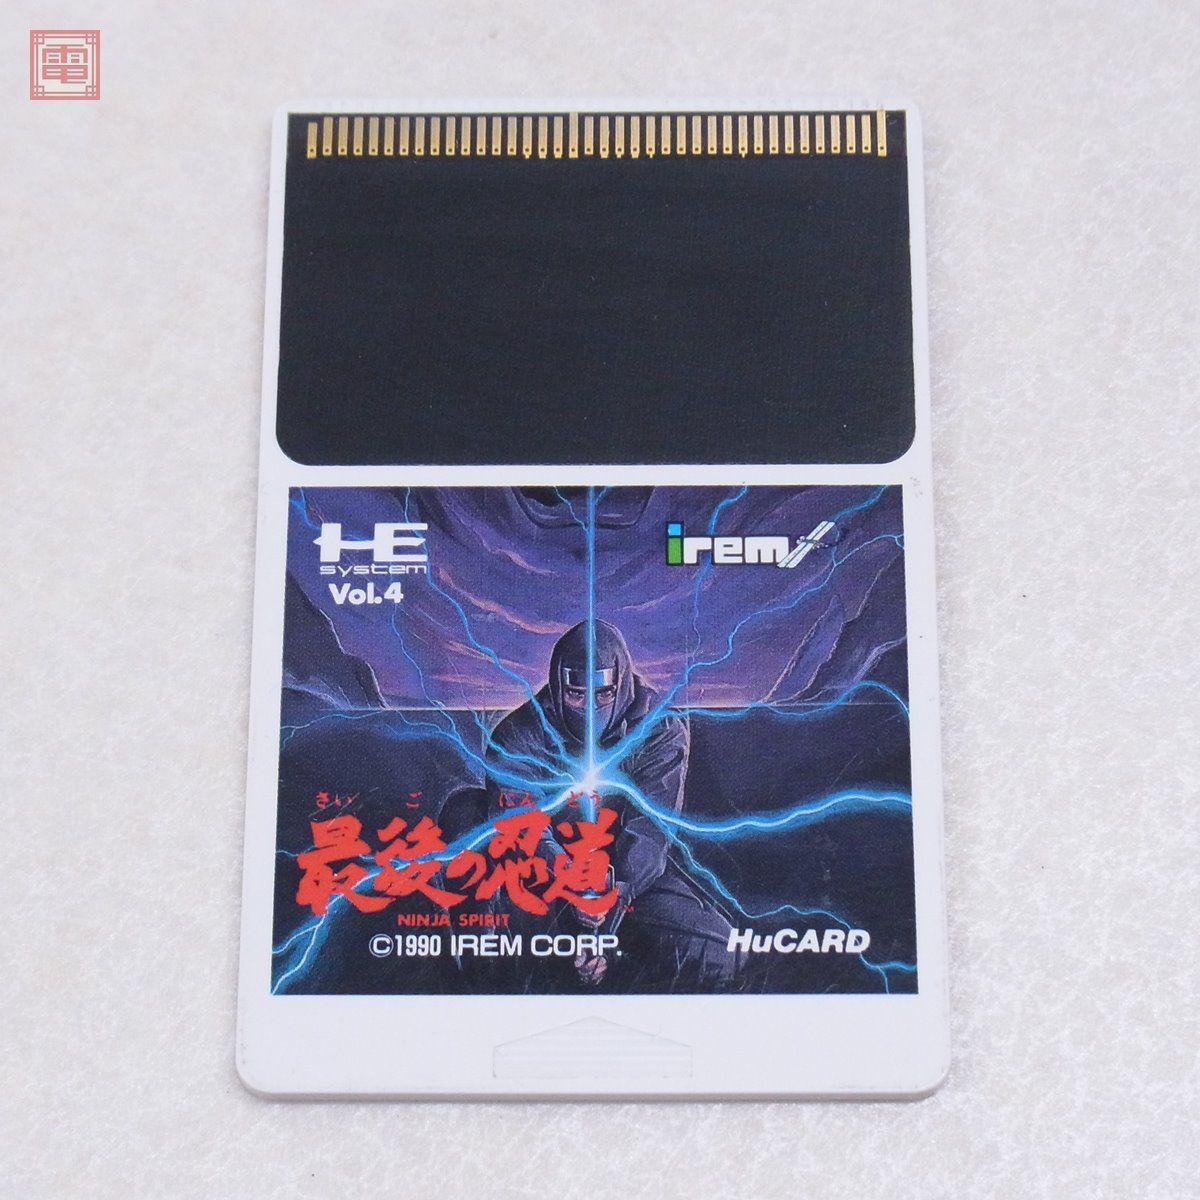 電
HE
system
Vol.4
irem
さいごにんどう
最後の忍道
TM
NINJA SPIRIT
©1990 IREM CORP.
HuCARD